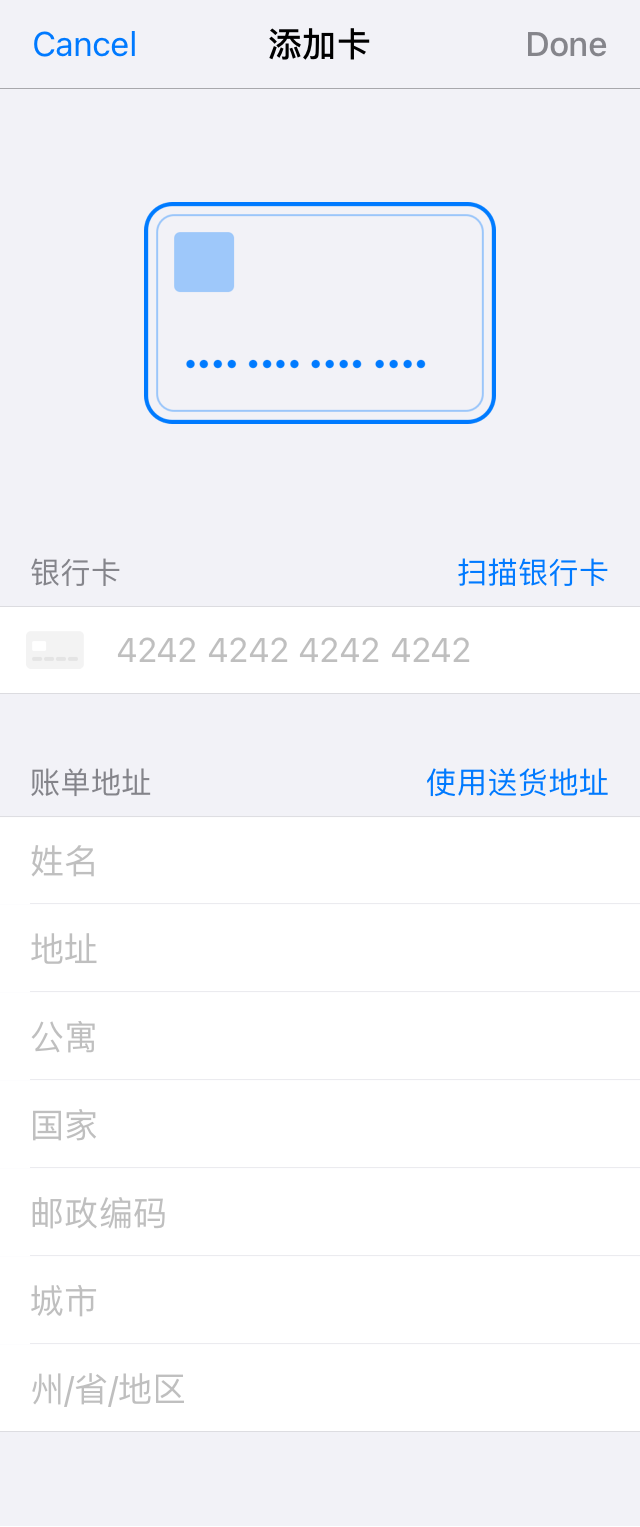 Cancel 添加卡 Done
•••• •••• •••• ••••
银行卡 扫描银行卡
4242 4242 4242 4242
账单地址 使用送货地址
姓名
地址
公寓
国家
邮政编码
城市
州/省/地区